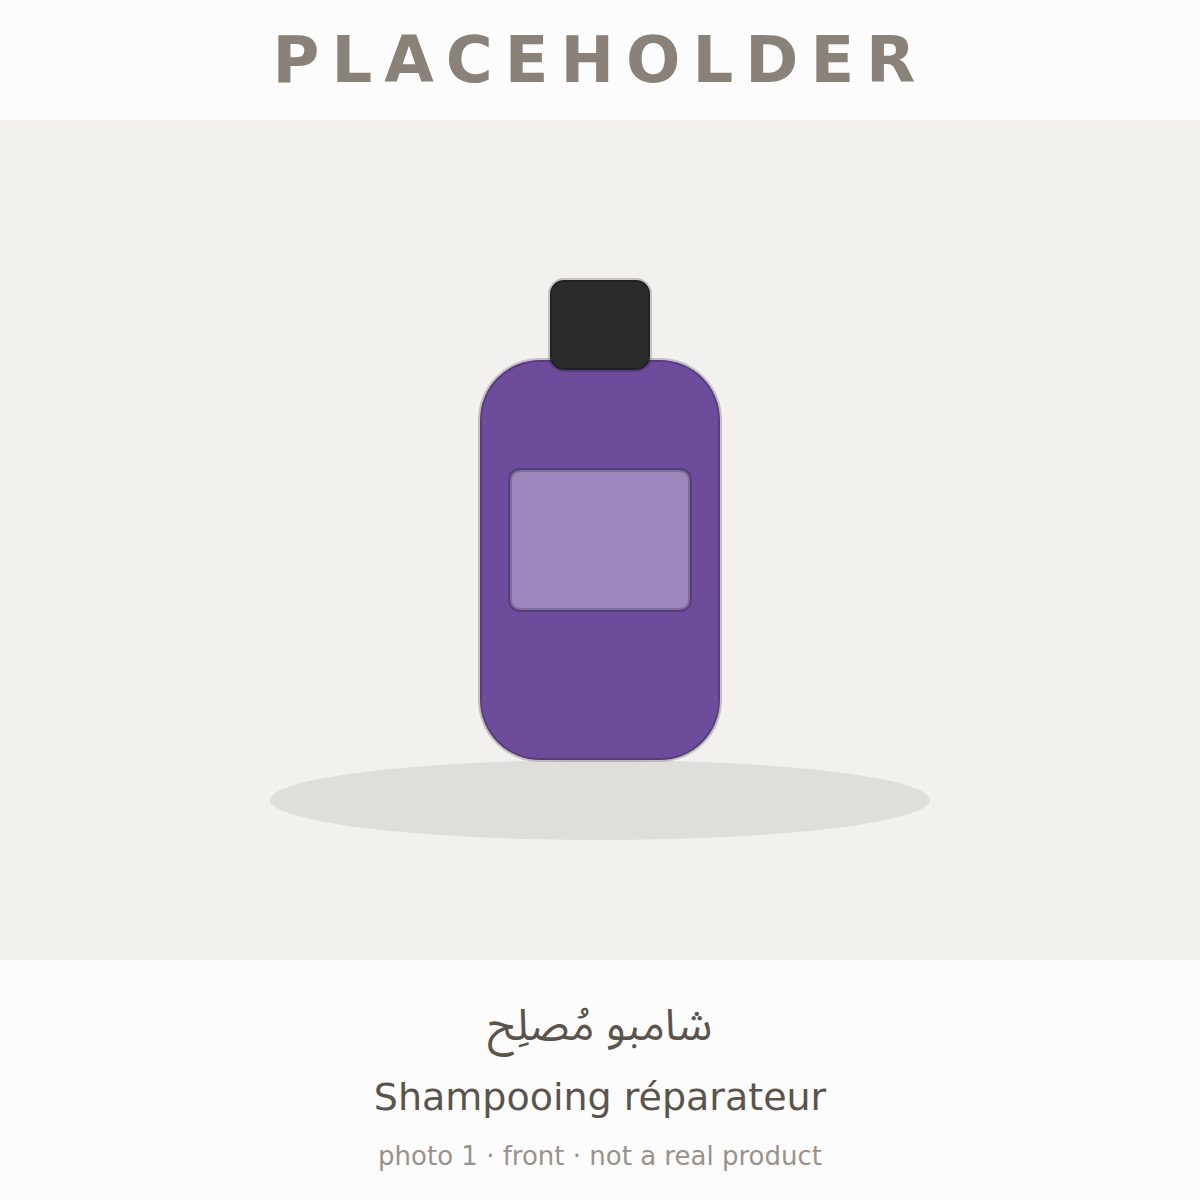 PLACEHOLDER
شامبو مُصلِح
Shampooing réparateur
photo 1 · front · not a real product